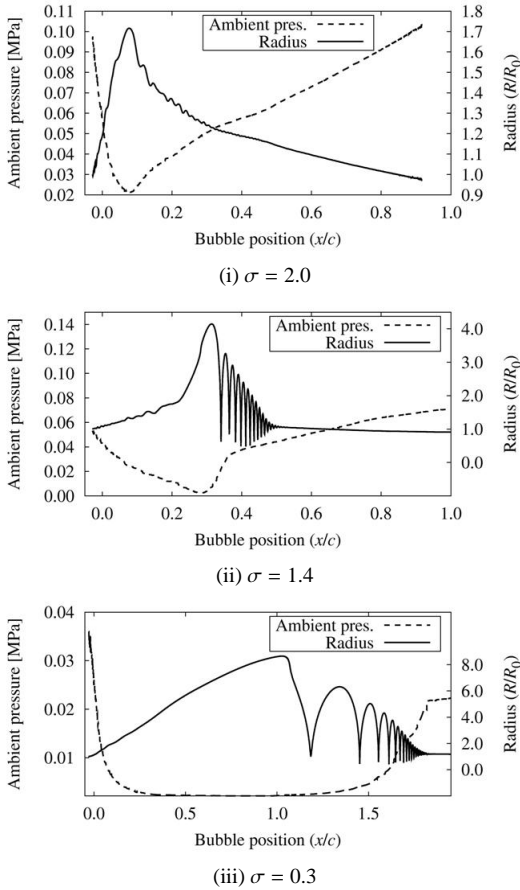 Ambient pressure [MPa]
0.11
0.10
0.09
0.08
0.07
0.06
0.05
0.04
0.03
0.02
Ambient pres.
Radius
1.8
1.7
1.6
1.5
1.4
1.3
1.2
1.1
1.0
0.9
Radius (R/R0)
0.0 0.2 0.4 0.6 0.8 1.0
Bubble position (x/c)
(i) σ = 2.0
Ambient pressure [MPa]
0.14
0.12
0.10
0.08
0.06
0.04
0.02
0.00
Ambient pres.
Radius
4.0
3.0
2.0
1.0
0.0
Radius (R/R0)
0.0 0.2 0.4 0.6 0.8 1.0
Bubble position (x/c)
(ii) σ = 1.4
Ambient pressure [MPa]
0.04
0.03
0.02
0.01
Ambient pres.
Radius
8.0
6.0
4.0
2.0
0.0
Radius (R/R0)
0.0 0.5 1.0 1.5
Bubble position (x/c)
(iii) σ = 0.3